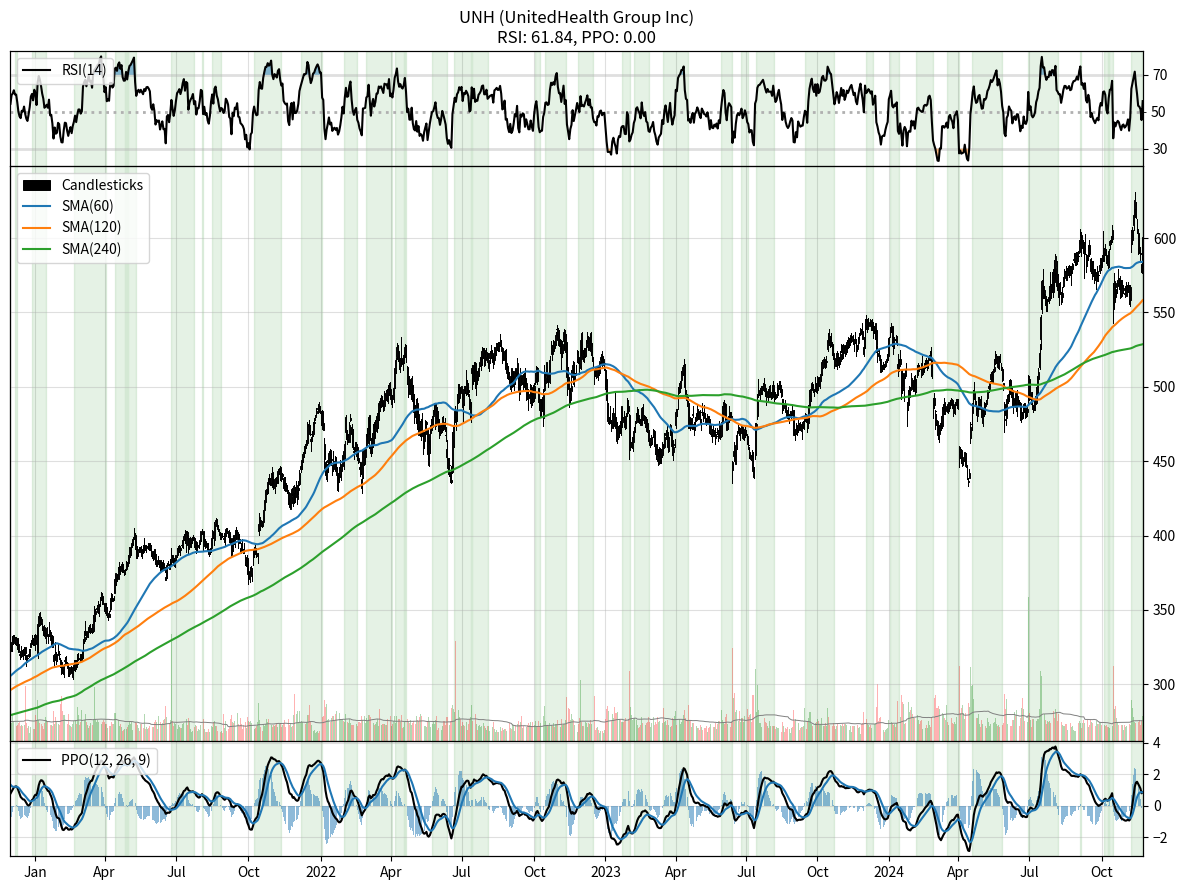 UNH (UnitedHealth Group Inc)
RSI: 61.84, PPO: 0.00
RSI(14)
70
50
30
Candlesticks
SMA(60)
SMA(120)
SMA(240)
600
550
500
450
400
350
300
PPO(12, 26, 9)
4
2
0
−2
Jan Apr Jul Oct 2022 Apr Jul Oct 2023 Apr Jul Oct 2024 Apr Jul Oct